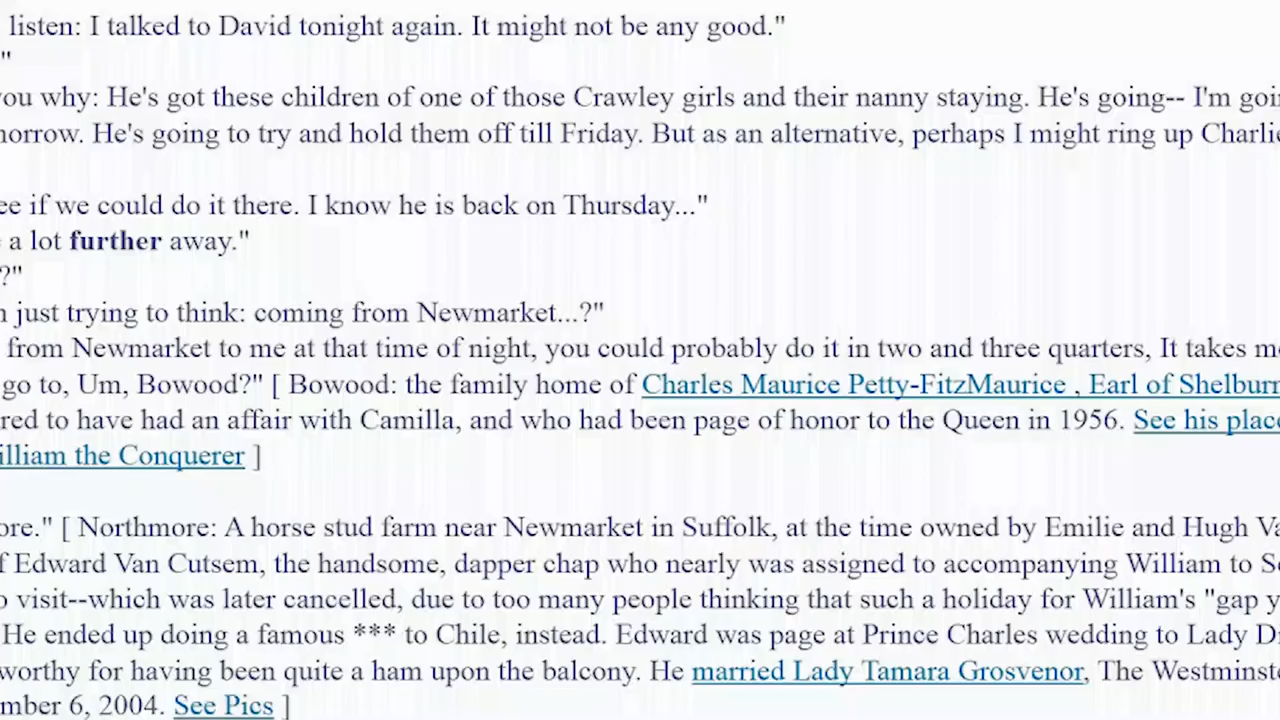 listen: I talked to David tonight again. It might not be any good."
"
you why: He's got these children of one of those Crawley girls and their nanny staying. He's going-- I'm goi
morrow. He's going to try and hold them off till Friday. But as an alternative, perhaps I might ring up Charlie
ee if we could do it there. I know he is back on Thursday..."
a lot further away."
?"
just trying to think: coming from Newmarket...?"
from Newmarket to me at that time of night, you could probably do it in two and three quarters, It takes m
go to, Um, Bowood?" [ Bowood: the family home of Charles Maurice Petty-FitzMaurice , Earl of Shelburn
red to have had an affair with Camilla, and who had been page of honor to the Queen in 1956. See his place
illiam the Conquerer ]
ore." [ Northmore: A horse stud farm near Newmarket in Suffolk, at the time owned by Emilie and Hugh Va
f Edward Van Cutsem, the handsome, dapper chap who nearly was assigned to accompanying William to S
o visit--which was later cancelled, due to too many people thinking that such a holiday for William's "gap y
He ended up doing a famous *** to Chile, instead. Edward was page at Prince Charles wedding to Lady Di
worthy for having been quite a ham upon the balcony. He married Lady Tamara Grosvenor, The Westminst
mber 6, 2004. See Pics ]